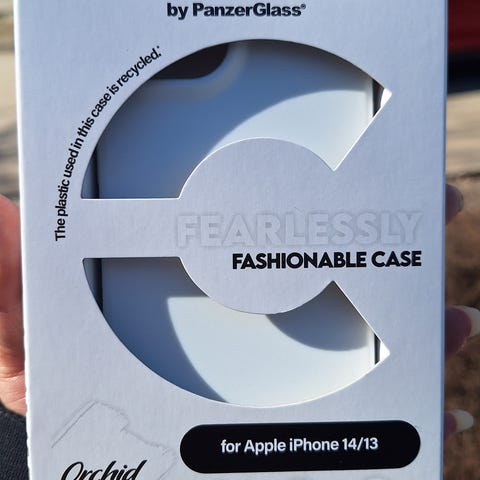 by PanzerGlass®
The plastic used in this case is recycled.*
FEARLESSLY
FASHIONABLE CASE
for Apple iPhone 14/13
Orchid